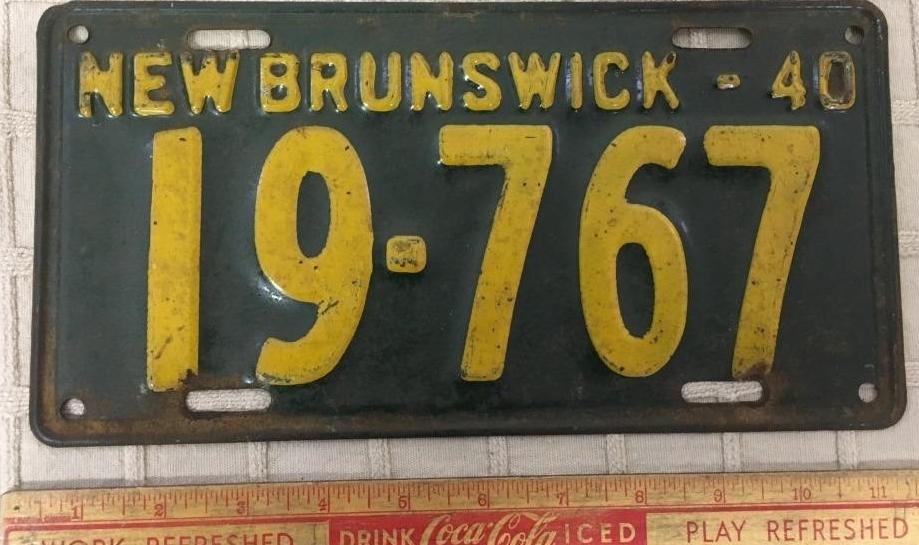 NEW BRUNSWICK - 40
19-767
1 2 3 4 5 6 7 8 9 10 11
WORK REFRESHED DRINK Coca-Cola ICED PLAY REFRESHED